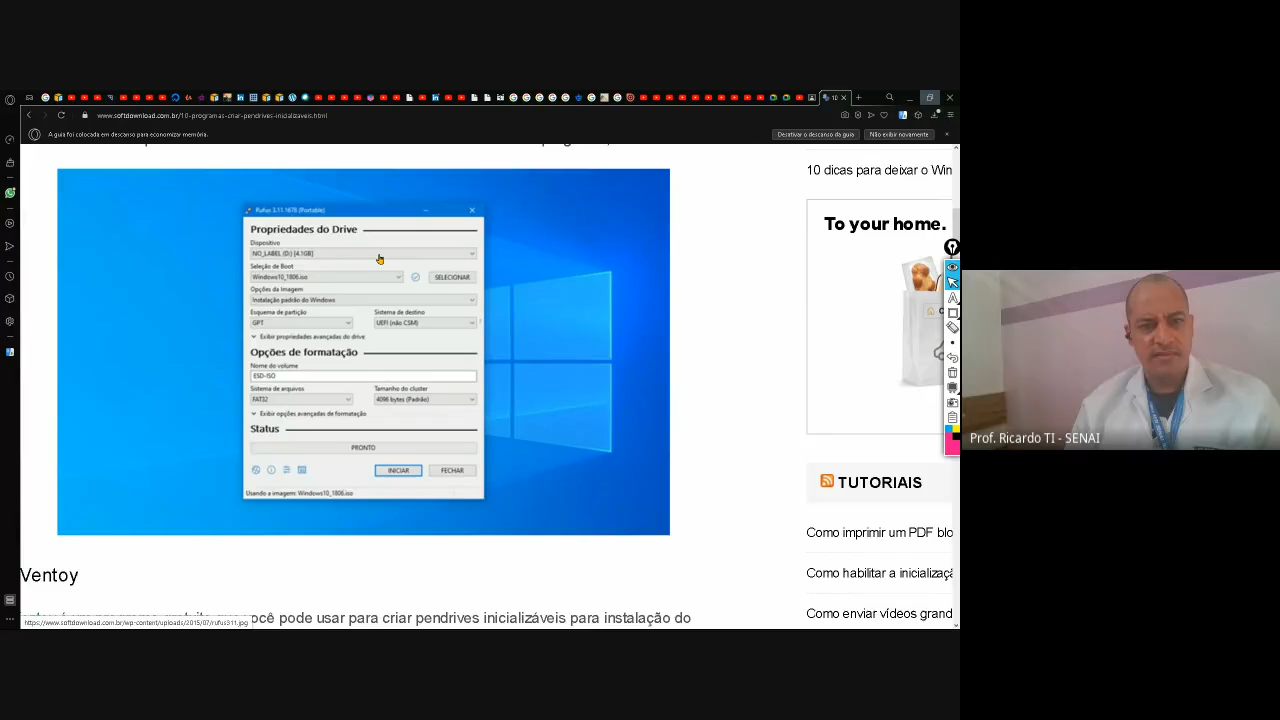 10
www.softdownload.com.br/10-programas-criar-pendrives-inicializaveis.html
A guia foi colocada em descanso para economizar memória.
Desativar o descanso da guia
Não exibir novamente
10 dicas para deixar o Win
To your home.
Rufus 3.11.1678 (Portable)
Propriedades do Drive
Dispositivo
NO_LABEL (D:) [4.1GB]
Seleção de Boot
Windows10_1806.iso
SELECIONAR
Opções da Imagem
Instalação padrão do Windows
Esquema de partição
Sistema de destino
GPT
UEFI (não CSM)
Exibir propriedades avançadas do drive
Opções de formatação
Nome do volume
ESD-ISO
Sistema de arquivos
Tamanho do cluster
FAT32
4096 bytes (Padrão)
Exibir opções avançadas de formatação
Status
PRONTO
INICIAR
FECHAR
Usando a imagem: Windows10_1806.iso
Prof. Ricardo TI - SENAI
TUTORIAIS
Como imprimir um PDF blo
Como habilitar a inicializaçã
Como enviar vídeos grand
Ventoy
ocê pode usar para criar pendrives inicializáveis para instalação do
https://www.softdownload.com.br/wp-content/uploads/2015/07/rufus311.jpg